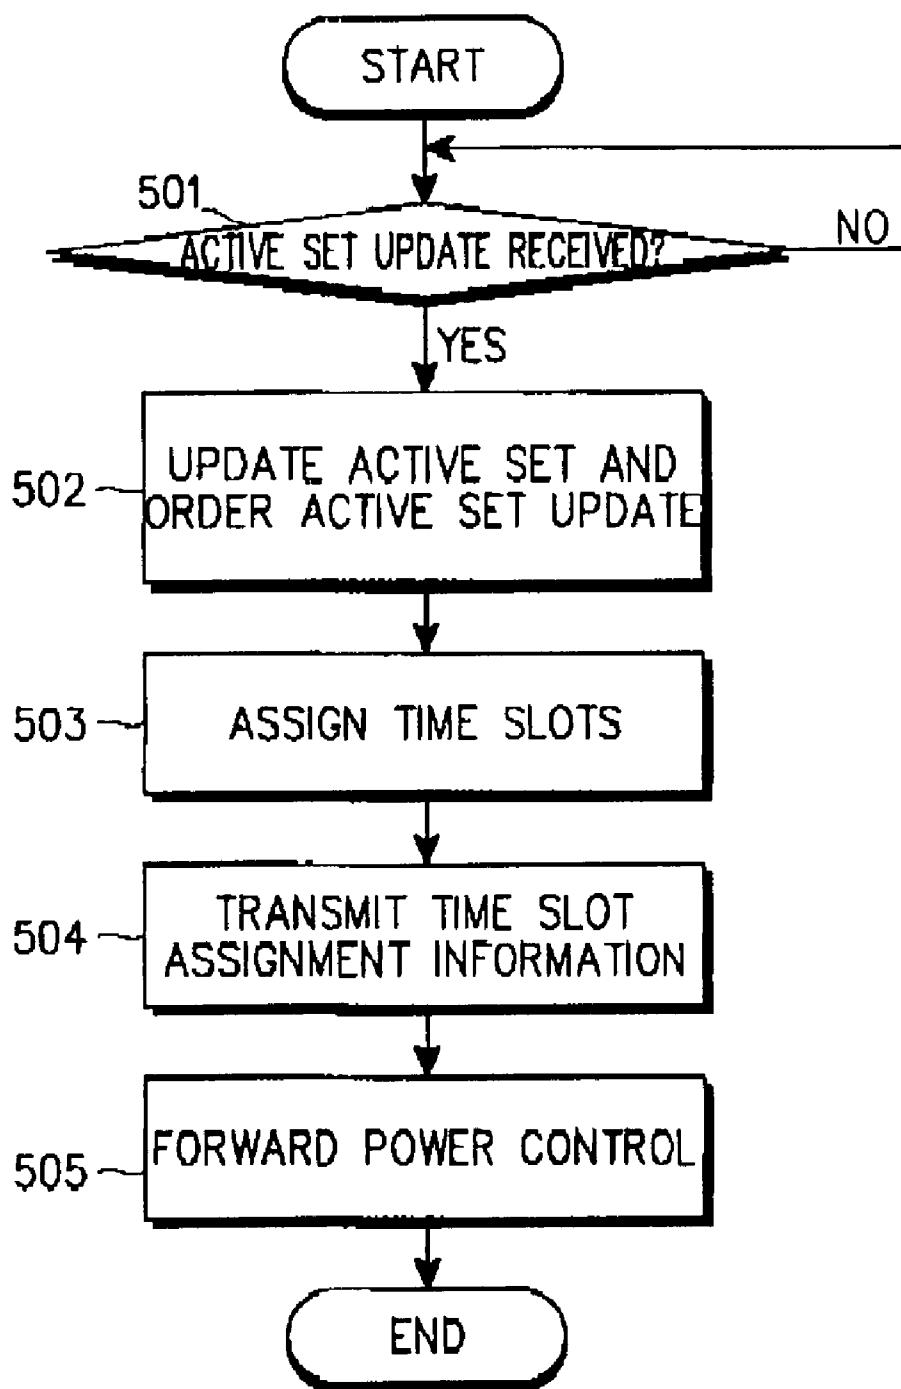 START
501
ACTIVE SET UPDATE RECEIVED?
NO
YES
502
UPDATE ACTIVE SET AND
ORDER ACTIVE SET UPDATE
503
ASSIGN TIME SLOTS
504
TRANSMIT TIME SLOT
ASSIGNMENT INFORMATION
505
FORWARD POWER CONTROL
END